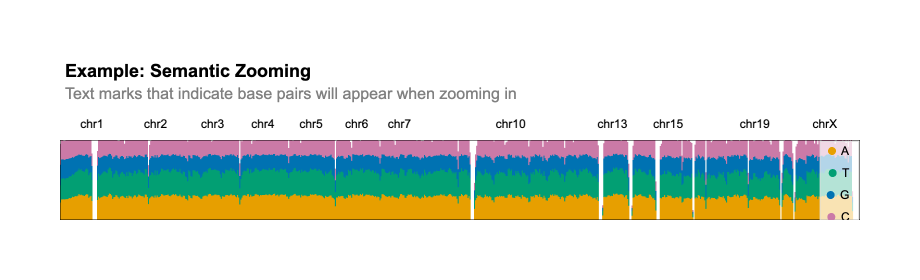 Example: Semantic Zooming
Text marks that indicate base pairs will appear when zooming in
chr1 chr2 chr3 chr4 chr5 chr6 chr7 chr10 chr13 chr15 chr19 chrX
A
T
G
C